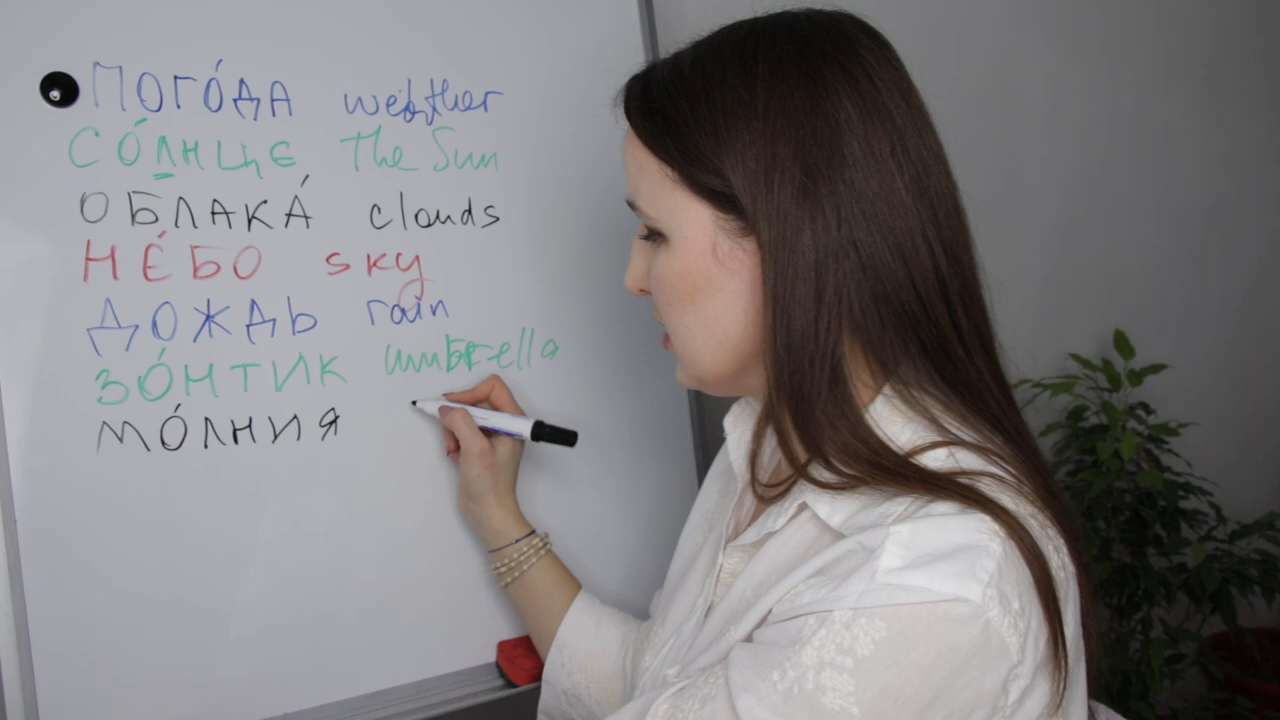 ПОГО́ДА weather
СО́ЛНЦЕ The Sun
ОБЛАКА́ clouds
НЕ́БО sky
ДОЖДЬ rain
ЗО́НТИК umbrella
МО́ЛНИЯ